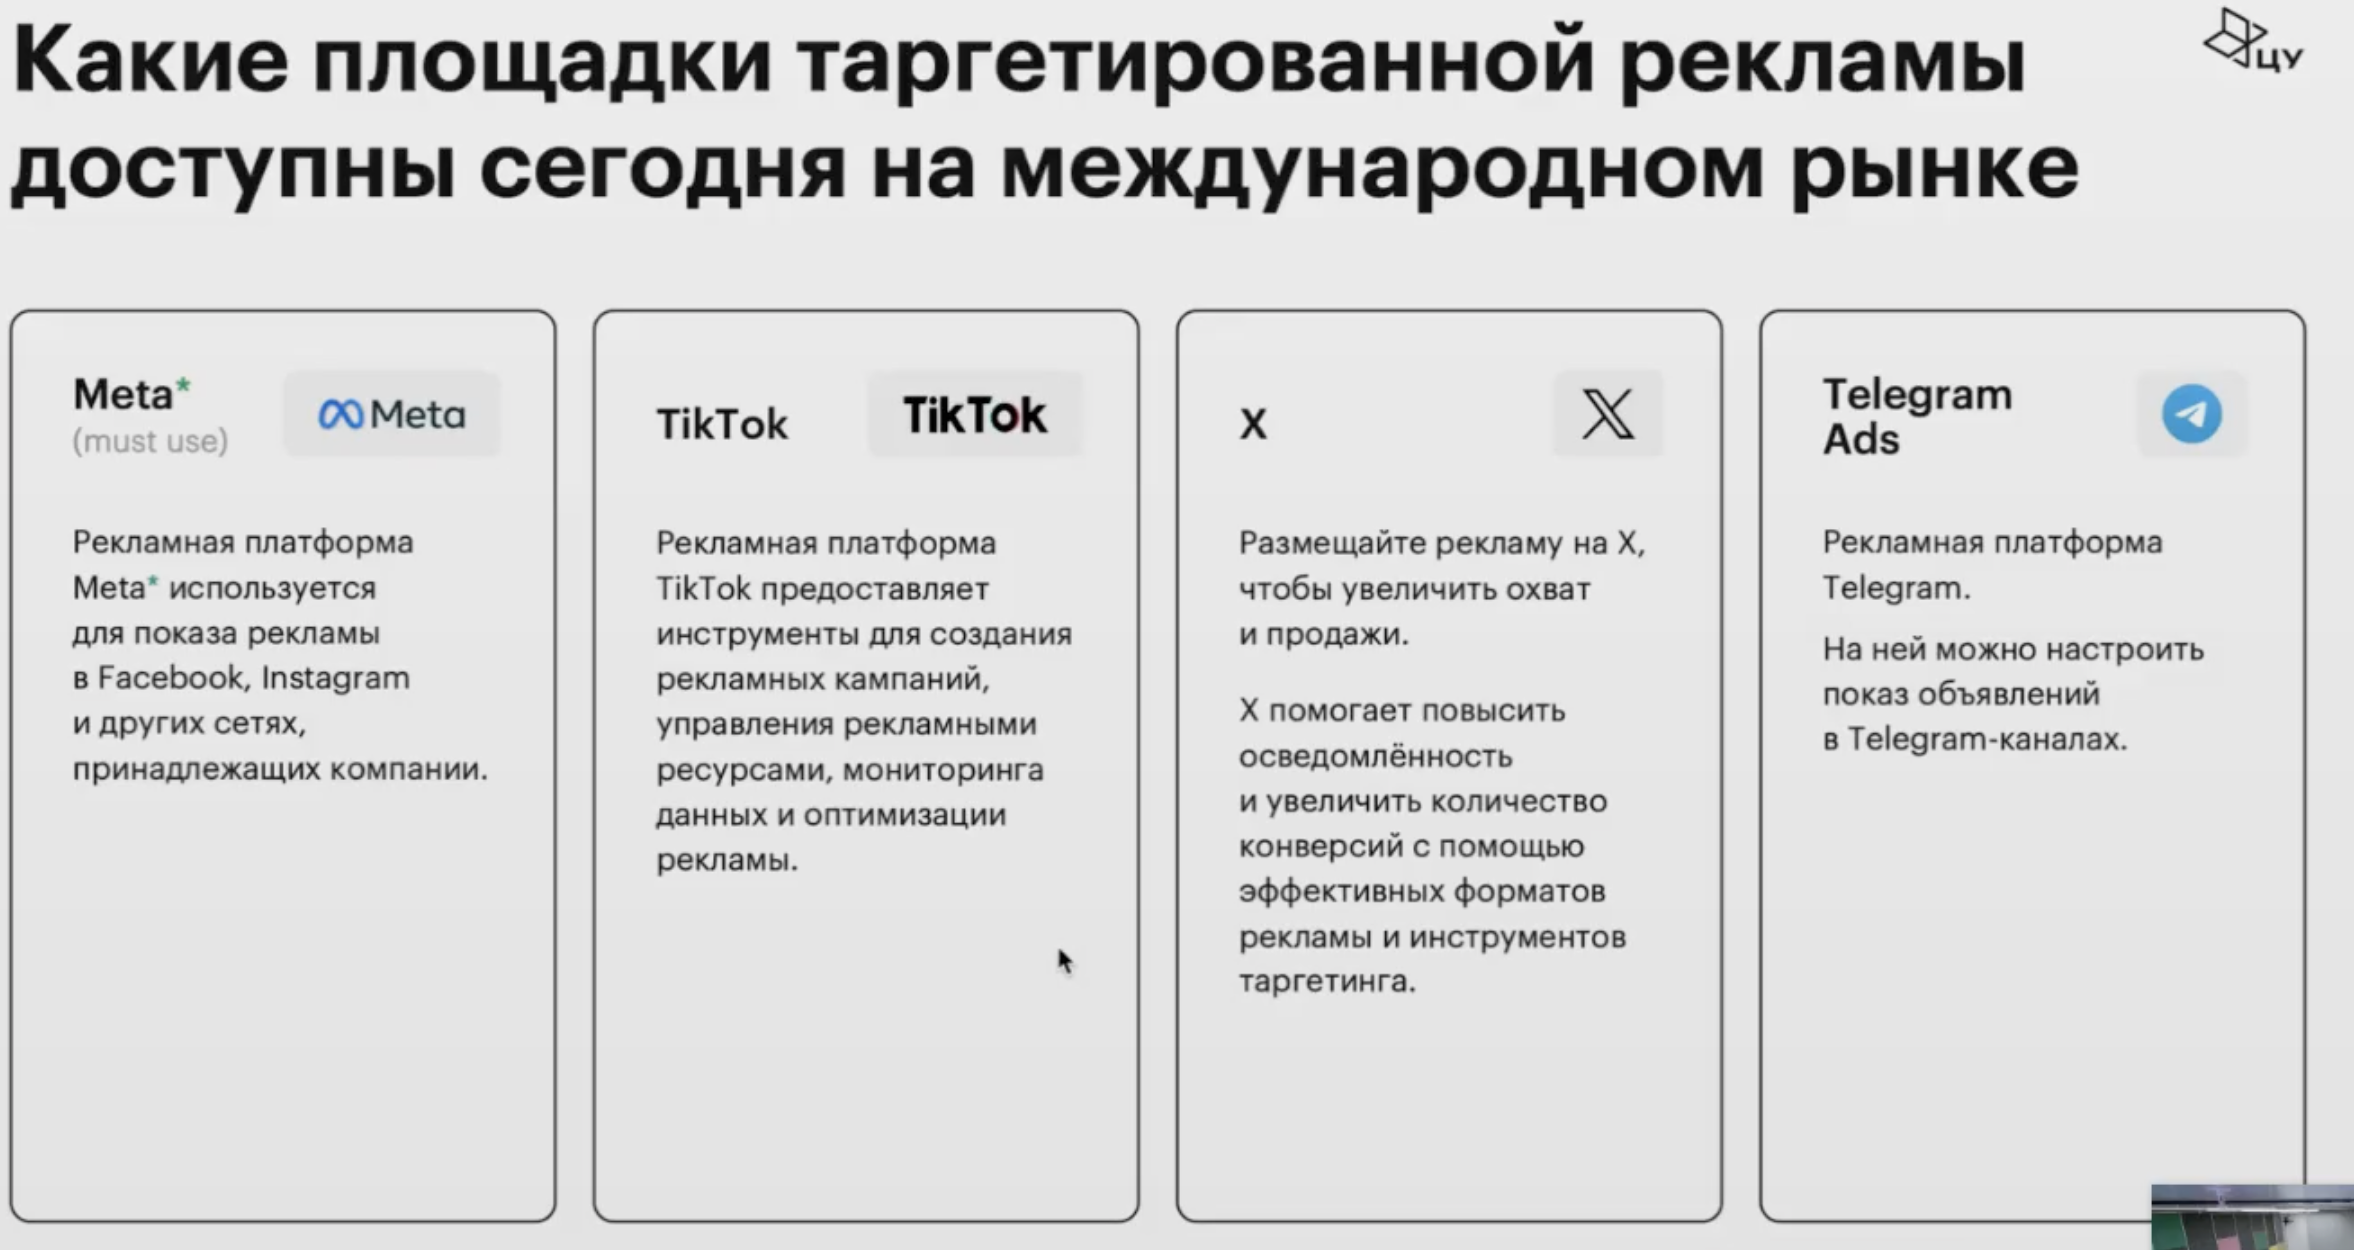 Какие площадки таргетированной рекламы
доступны сегодня на международном рынке
ЦУ
Meta*
(must use)
Meta
Рекламная платформа
Meta* используется
для показа рекламы
в Facebook, Instagram
и других сетях,
принадлежащих компании.
TikTok
TikTok
Рекламная платформа
TikTok предоставляет
инструменты для создания
рекламных кампаний,
управления рекламными
ресурсами, мониторинга
данных и оптимизации
рекламы.
X
X
Размещайте рекламу на X,
чтобы увеличить охват
и продажи.
X помогает повысить
осведомлённость
и увеличить количество
конверсий с помощью
эффективных форматов
рекламы и инструментов
таргетинга.
Telegram
Ads
Рекламная платформа
Telegram.
На ней можно настроить
показ объявлений
в Telegram-каналах.